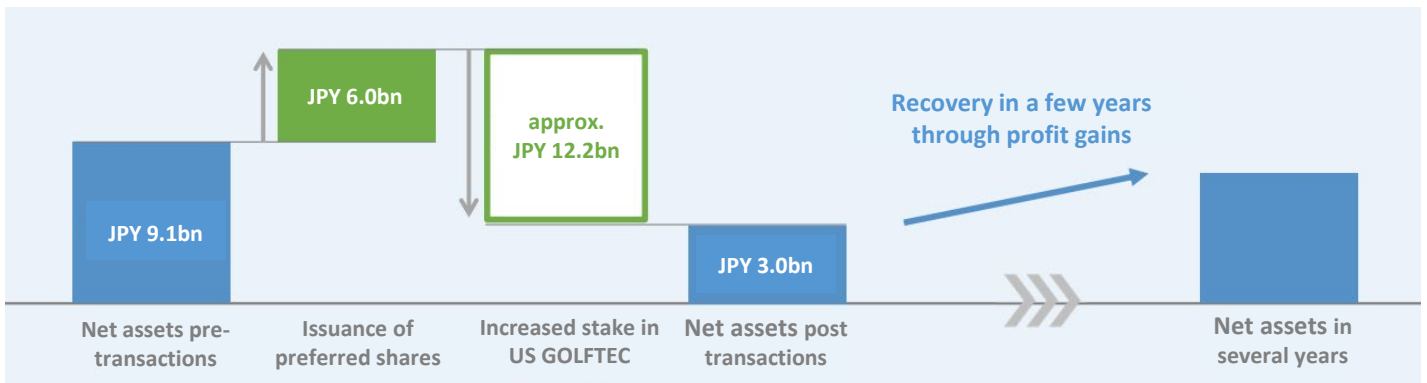 JPY 6.0bn
approx.
JPY 12.2bn
Recovery in a few years
through profit gains
JPY 9.1bn
JPY 3.0bn
Net assets pre-
transactions
Issuance of
preferred shares
Increased stake in
US GOLFTEC
Net assets post
transactions
Net assets in
several years